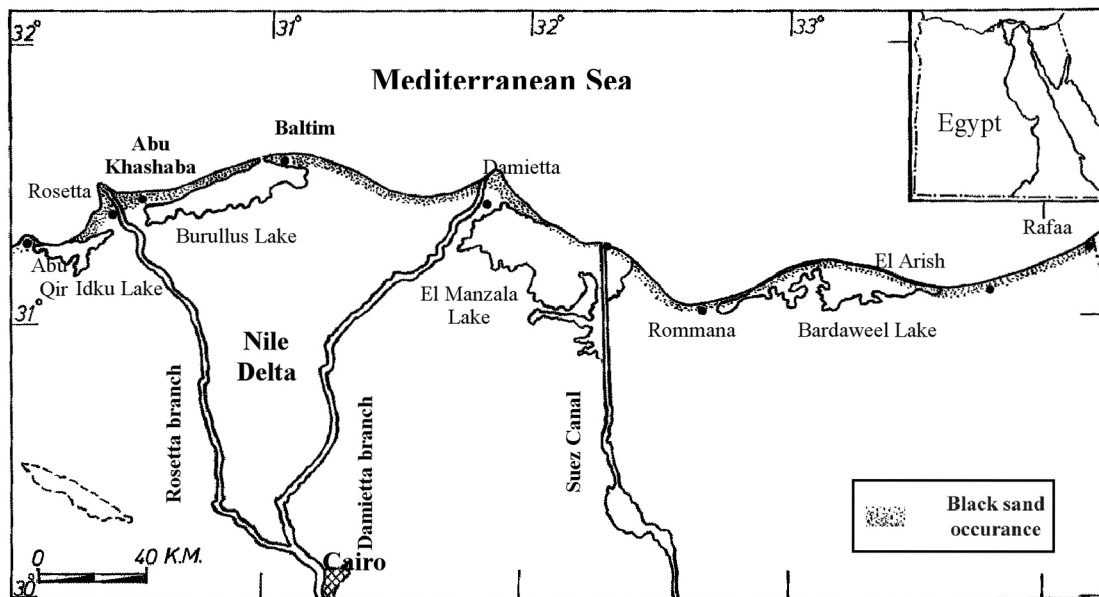 32°
31°
32°
33°
Mediterranean Sea
Egypt
Baltim
Abu
Khashaba
Damietta
Rosetta
Rafaa
Burullus Lake
El Arish
Abu
Qir Idku Lake
El Manzala
Lake
31°
Rommana
Bardaweel Lake
Nile
Delta
Rosetta branch
Damietta branch
Suez Canal
Black sand
occurance
0 40 K.M.
Cairo
30°